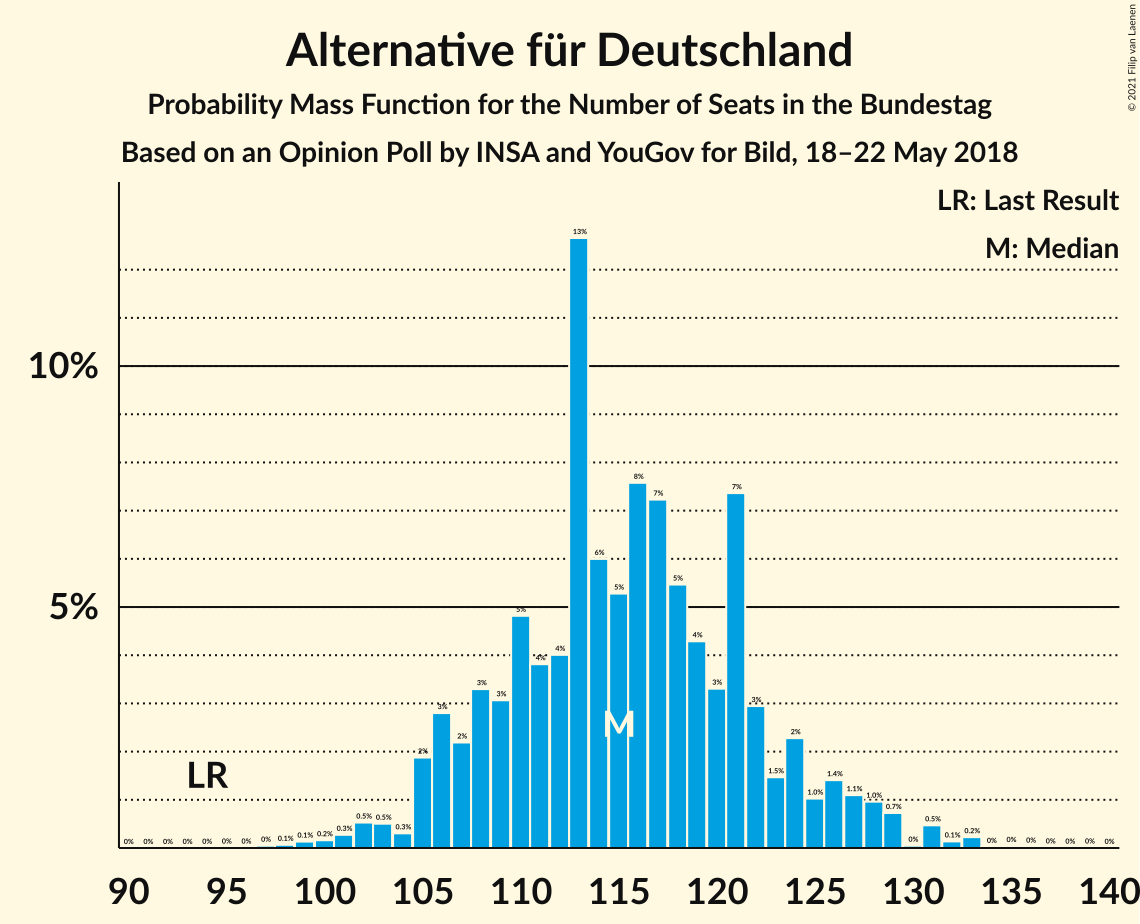 Alternative für Deutschland
Probability Mass Function for the Number of Seats in the Bundestag
Based on an Opinion Poll by INSA and YouGov for Bild, 18–22 May 2018
© 2021 Filip van Laenen
LR: Last Result
M: Median
10%
5%
0% 0% 0% 0% 0% 0% 0% 0% 0.1% 0.1% 0.2% 0.3% 0.5% 0.5% 0.3% 2% 3% 2% 3% 3% 5% 4% 4% 13% 6% 5% 8% 7% 5% 4% 3% 7% 3% 1.5% 2% 1.0% 1.4% 1.1% 1.0% 0.7% 0% 0.5% 0.1% 0.2% 0% 0% 0% 0% 0% 0% 0%
LR
M
90 95 100 105 110 115 120 125 130 135 140